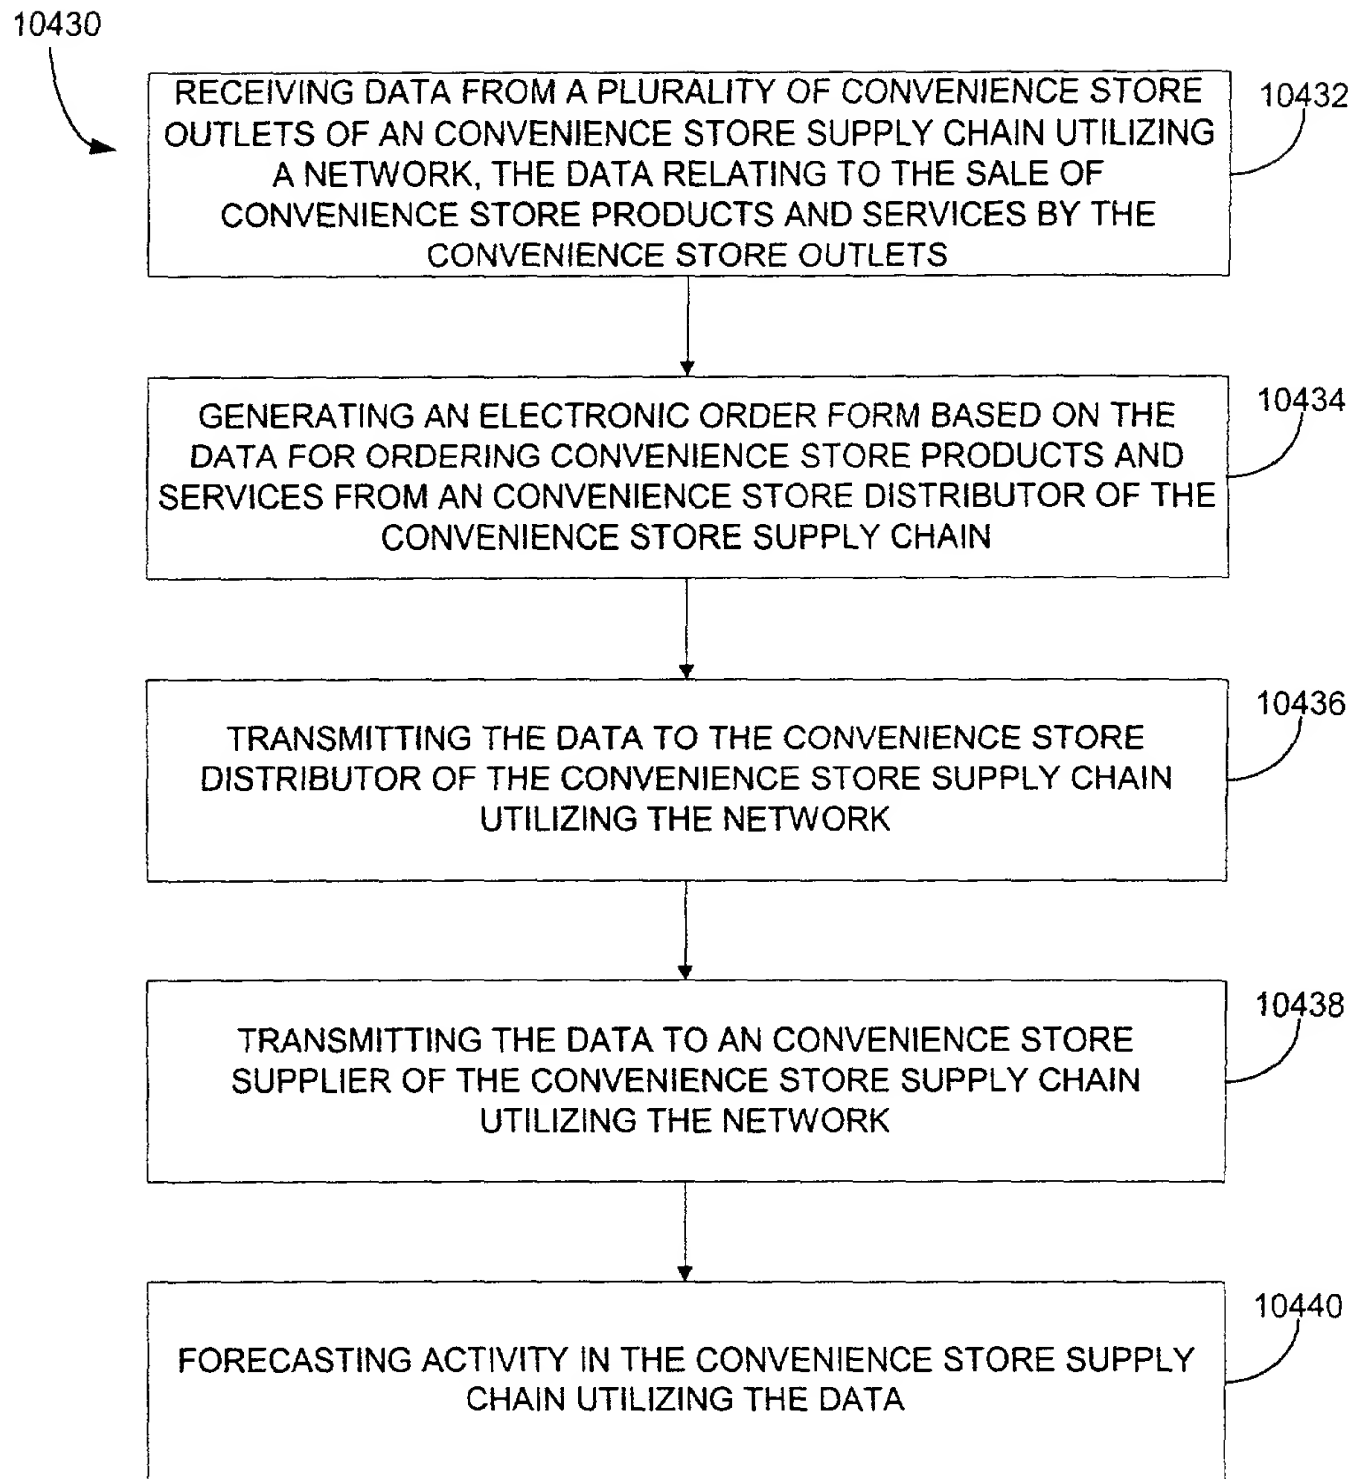 10430
RECEIVING DATA FROM A PLURALITY OF CONVENIENCE STORE
OUTLETS OF AN CONVENIENCE STORE SUPPLY CHAIN UTILIZING
A NETWORK, THE DATA RELATING TO THE SALE OF
CONVENIENCE STORE PRODUCTS AND SERVICES BY THE
CONVENIENCE STORE OUTLETS
10432
GENERATING AN ELECTRONIC ORDER FORM BASED ON THE
DATA FOR ORDERING CONVENIENCE STORE PRODUCTS AND
SERVICES FROM AN CONVENIENCE STORE DISTRIBUTOR OF THE
CONVENIENCE STORE SUPPLY CHAIN
10434
TRANSMITTING THE DATA TO THE CONVENIENCE STORE
DISTRIBUTOR OF THE CONVENIENCE STORE SUPPLY CHAIN
UTILIZING THE NETWORK
10436
TRANSMITTING THE DATA TO AN CONVENIENCE STORE
SUPPLIER OF THE CONVENIENCE STORE SUPPLY CHAIN
UTILIZING THE NETWORK
10438
FORECASTING ACTIVITY IN THE CONVENIENCE STORE SUPPLY
CHAIN UTILIZING THE DATA
10440